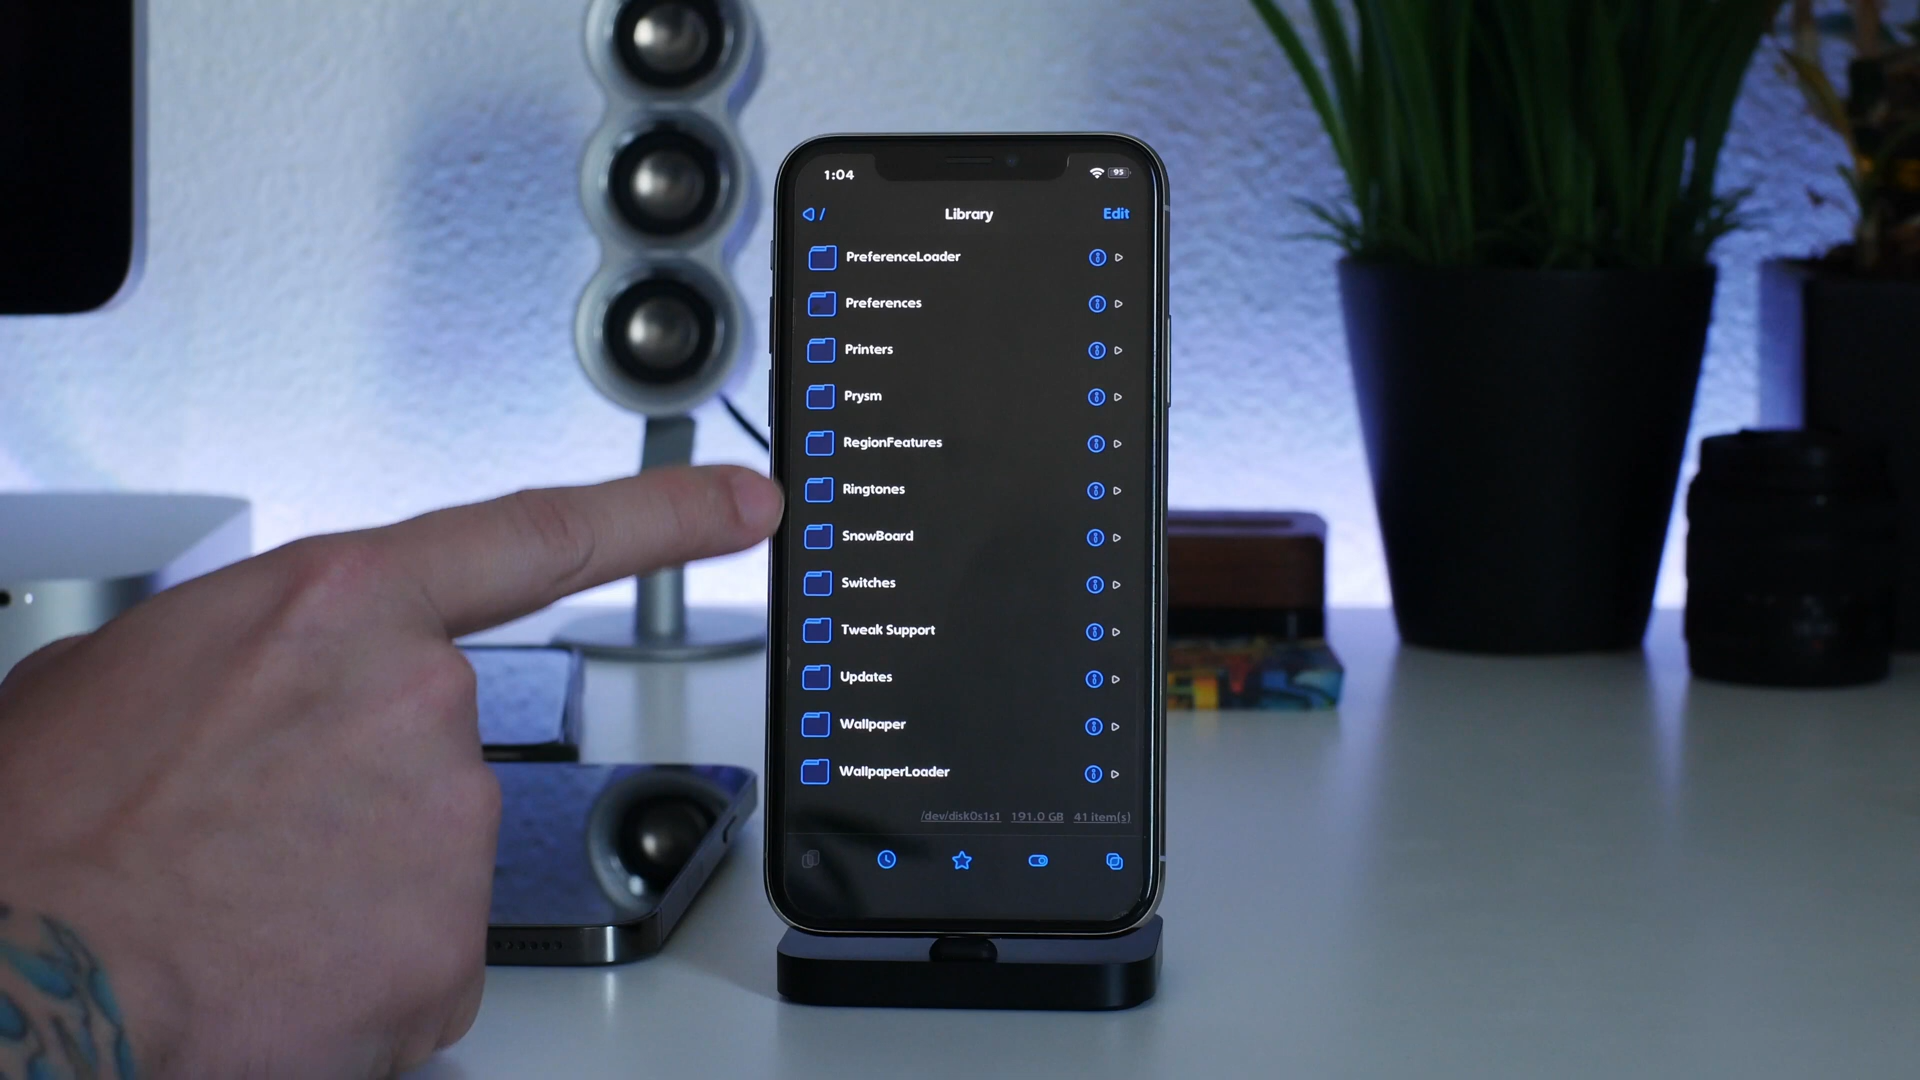 1:04 95
/ Library Edit
PreferenceLoader
Preferences
Printers
Prysm
RegionFeatures
Ringtones
SnowBoard
Switches
Tweak Support
Updates
Wallpaper
WallpaperLoader
/dev/disk0s1s1 191.0 GB 41 item(s)